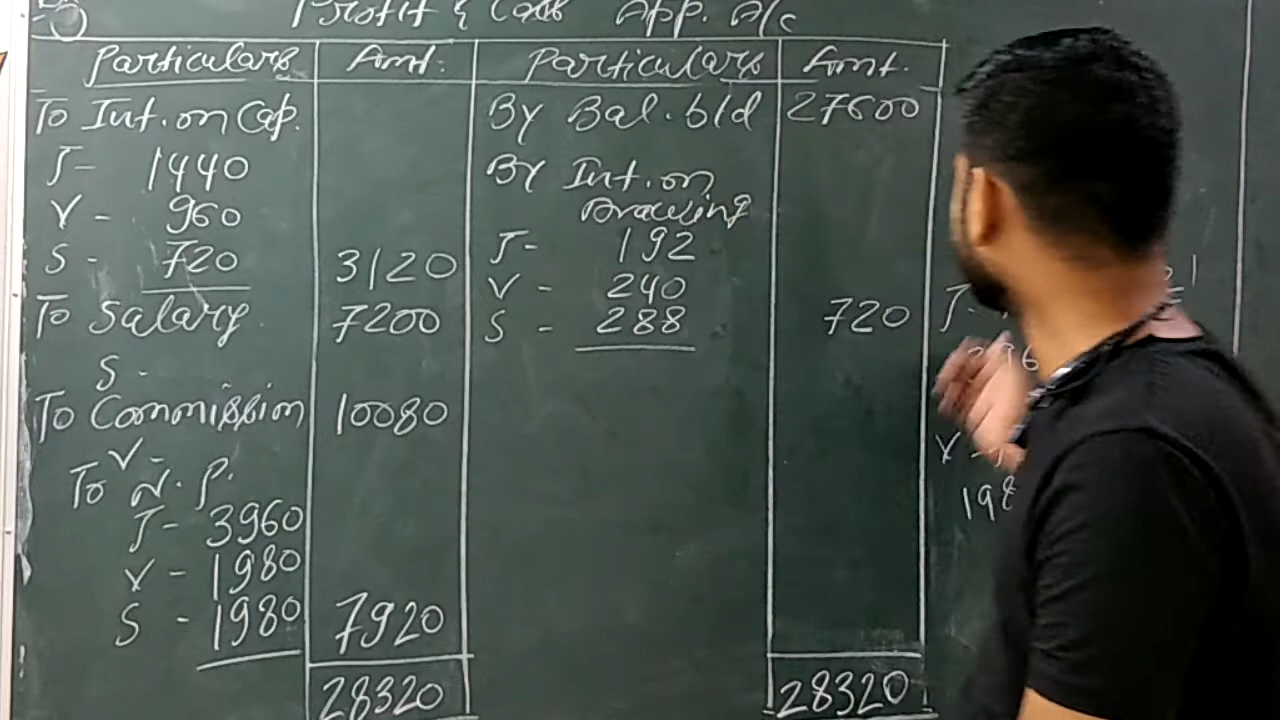 Profit & Loss App. A/c
Particulars Amt. Particulars Amt.
To Int. on Cap. By Bal. b/d 27600
J- 1440 By Int. on
V - 960 Drawing
S - 720 3120 J- 192
V - 240
To Salary 7200 S - 288 720
S -
To Commission 10080
V -
To N. P.
J- 3960
V - 1980
S - 1980 7920
28320 28320
J-
V -
198